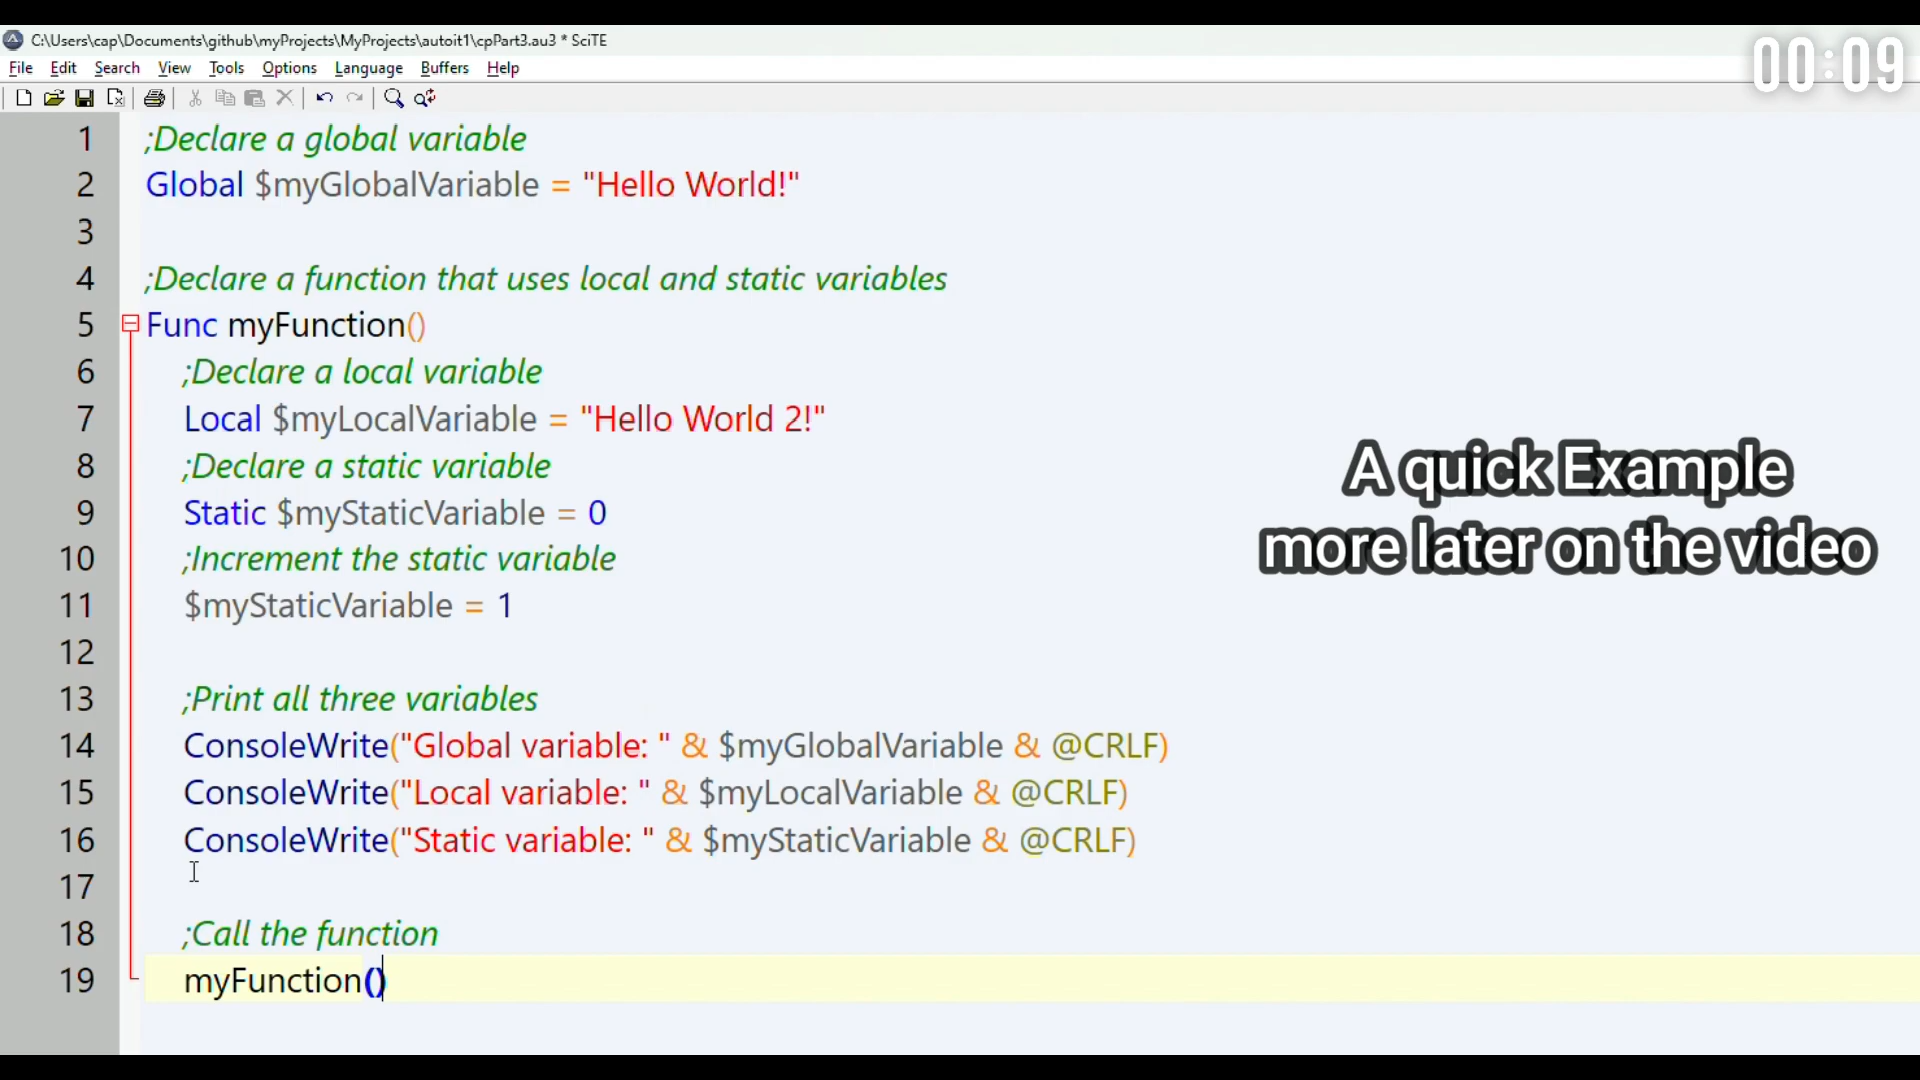 C:\Users\cap\Documents\github\myProjects\MyProjects\autoit1\cpPart3.au3 * SciTE
File Edit Search View Tools Options Language Buffers Help
00:09
1 ;Declare a global variable
2 Global $myGlobalVariable = "Hello World!"
3
4 ;Declare a function that uses local and static variables
5 Func myFunction()
6 ;Declare a local variable
7 Local $myLocalVariable = "Hello World 2!"
8 ;Declare a static variable
9 Static $myStaticVariable = 0
10 ;Increment the static variable
11 $myStaticVariable = 1
12
13 ;Print all three variables
14 ConsoleWrite("Global variable: " & $myGlobalVariable & @CRLF)
15 ConsoleWrite("Local variable: " & $myLocalVariable & @CRLF)
16 ConsoleWrite("Static variable: " & $myStaticVariable & @CRLF)
17
18 ;Call the function
19 myFunction()
A quick Example
more later on the video